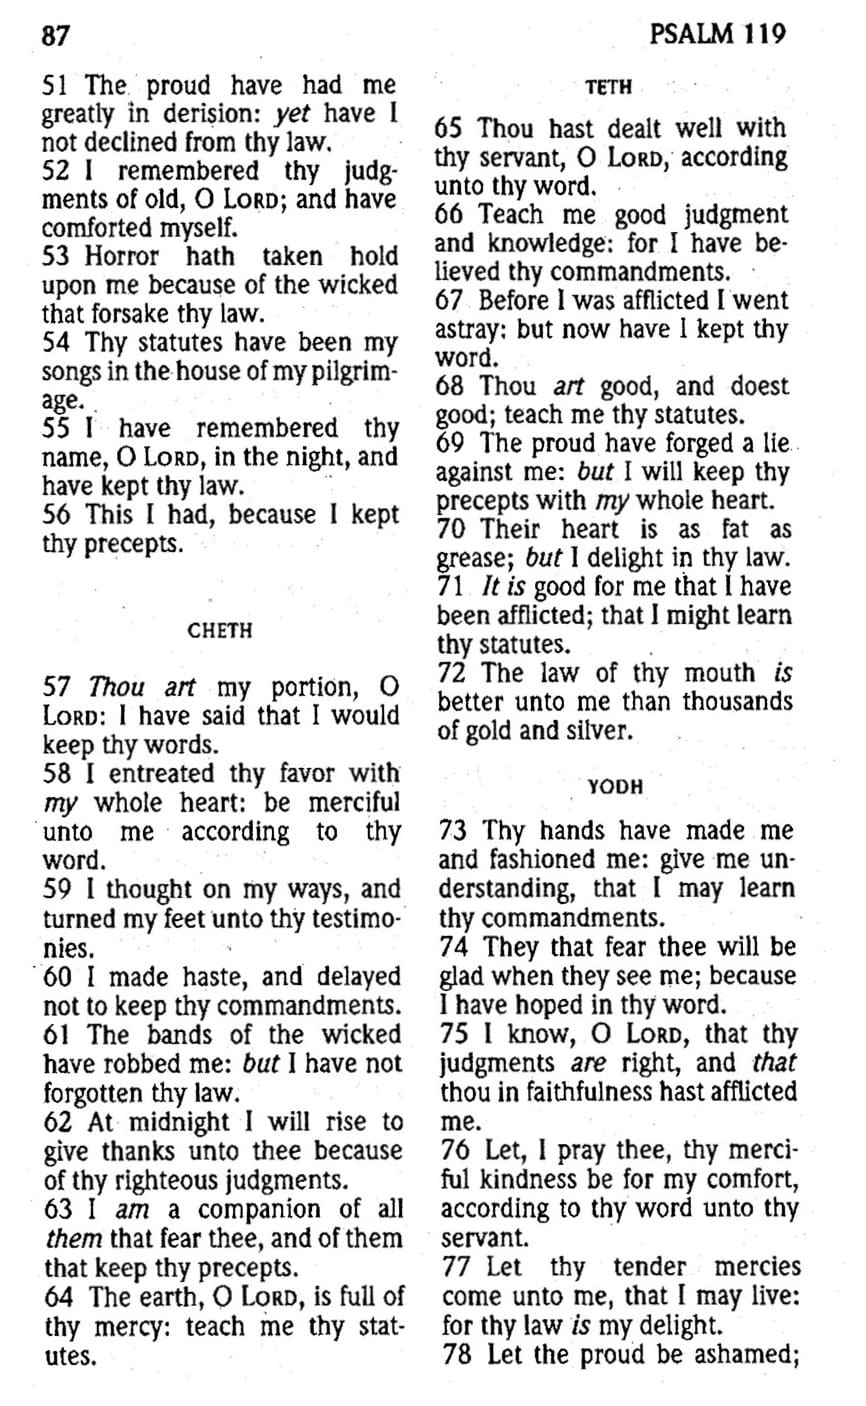 87
PSALM 119
51 The proud have had me
greatly in derision: yet have I
not declined from thy law.
52 I remembered thy judg-
ments of old, O LORD; and have
comforted myself.
53 Horror hath taken hold
upon me because of the wicked
that forsake thy law.
54 Thy statutes have been my
songs in the house of my pilgrim-
age.
55 I have remembered thy
name, O LORD, in the night, and
have kept thy law.
56 This I had, because I kept
thy precepts.
CHETH
57 Thou art my portion, O
LORD: I have said that I would
keep thy words.
58 I entreated thy favor with
my whole heart: be merciful
unto me according to thy
word.
59 I thought on my ways, and
turned my feet unto thy testimo-
nies.
60 I made haste, and delayed
not to keep thy commandments.
61 The bands of the wicked
have robbed me: but I have not
forgotten thy law.
62 At midnight I will rise to
give thanks unto thee because
of thy righteous judgments.
63 I am a companion of all
them that fear thee, and of them
that keep thy precepts.
64 The earth, O LORD, is full of
thy mercy: teach me thy stat-
utes.
TETH
65 Thou hast dealt well with
thy servant, O LORD, according
unto thy word.
66 Teach me good judgment
and knowledge: for I have be-
lieved thy commandments.
67 Before I was afflicted I went
astray: but now have I kept thy
word.
68 Thou art good, and doest
good; teach me thy statutes.
69 The proud have forged a lie
against me: but I will keep thy
precepts with my whole heart.
70 Their heart is as fat as
grease; but I delight in thy law.
71 It is good for me that I have
been afflicted; that I might learn
thy statutes.
72 The law of thy mouth is
better unto me than thousands
of gold and silver.
YODH
73 Thy hands have made me
and fashioned me: give me un-
derstanding, that I may learn
thy commandments.
74 They that fear thee will be
glad when they see me; because
I have hoped in thy word.
75 I know, O LORD, that thy
judgments are right, and that
thou in faithfulness hast afflicted
me.
76 Let, I pray thee, thy merci-
ful kindness be for my comfort,
according to thy word unto thy
servant.
77 Let thy tender mercies
come unto me, that I may live:
for thy law is my delight.
78 Let the proud be ashamed;